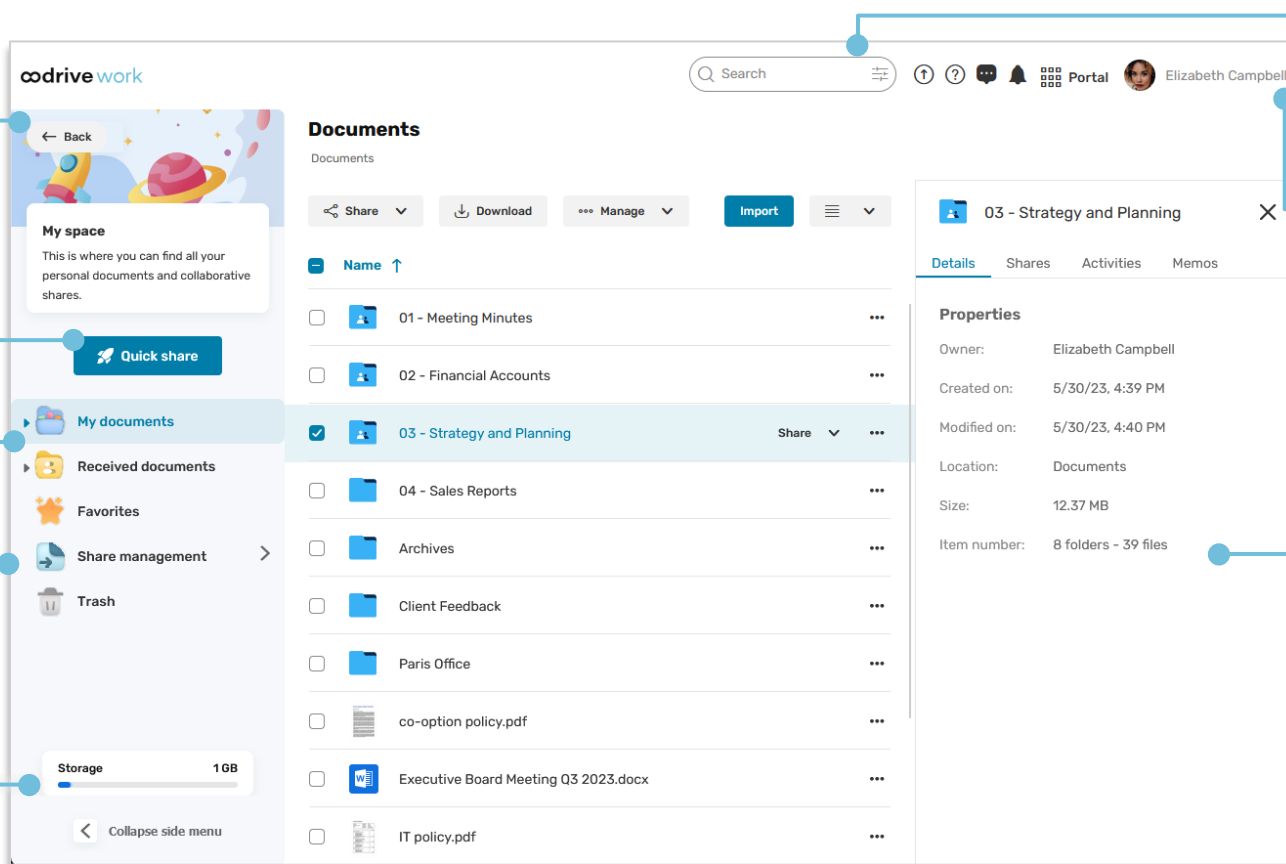 oodrive work
Search
Portal
Elizabeth Campbell
Back
My space
This is where you can find all your
personal documents and collaborative
shares.
Quick share
My documents
Received documents
Favorites
Share management
Trash
Storage 1 GB
Collapse side menu
Documents
Documents
Share
Download
Manage
Import
Name
01 - Meeting Minutes
02 - Financial Accounts
03 - Strategy and Planning Share
04 - Sales Reports
Archives
Client Feedback
Paris Office
co-option policy.pdf
Executive Board Meeting Q3 2023.docx
IT policy.pdf
03 - Strategy and Planning
Details Shares Activities Memos
Properties
Owner: Elizabeth Campbell
Created on: 5/30/23, 4:39 PM
Modified on: 5/30/23, 4:40 PM
Location: Documents
Size: 12.37 MB
Item number: 8 folders - 39 files